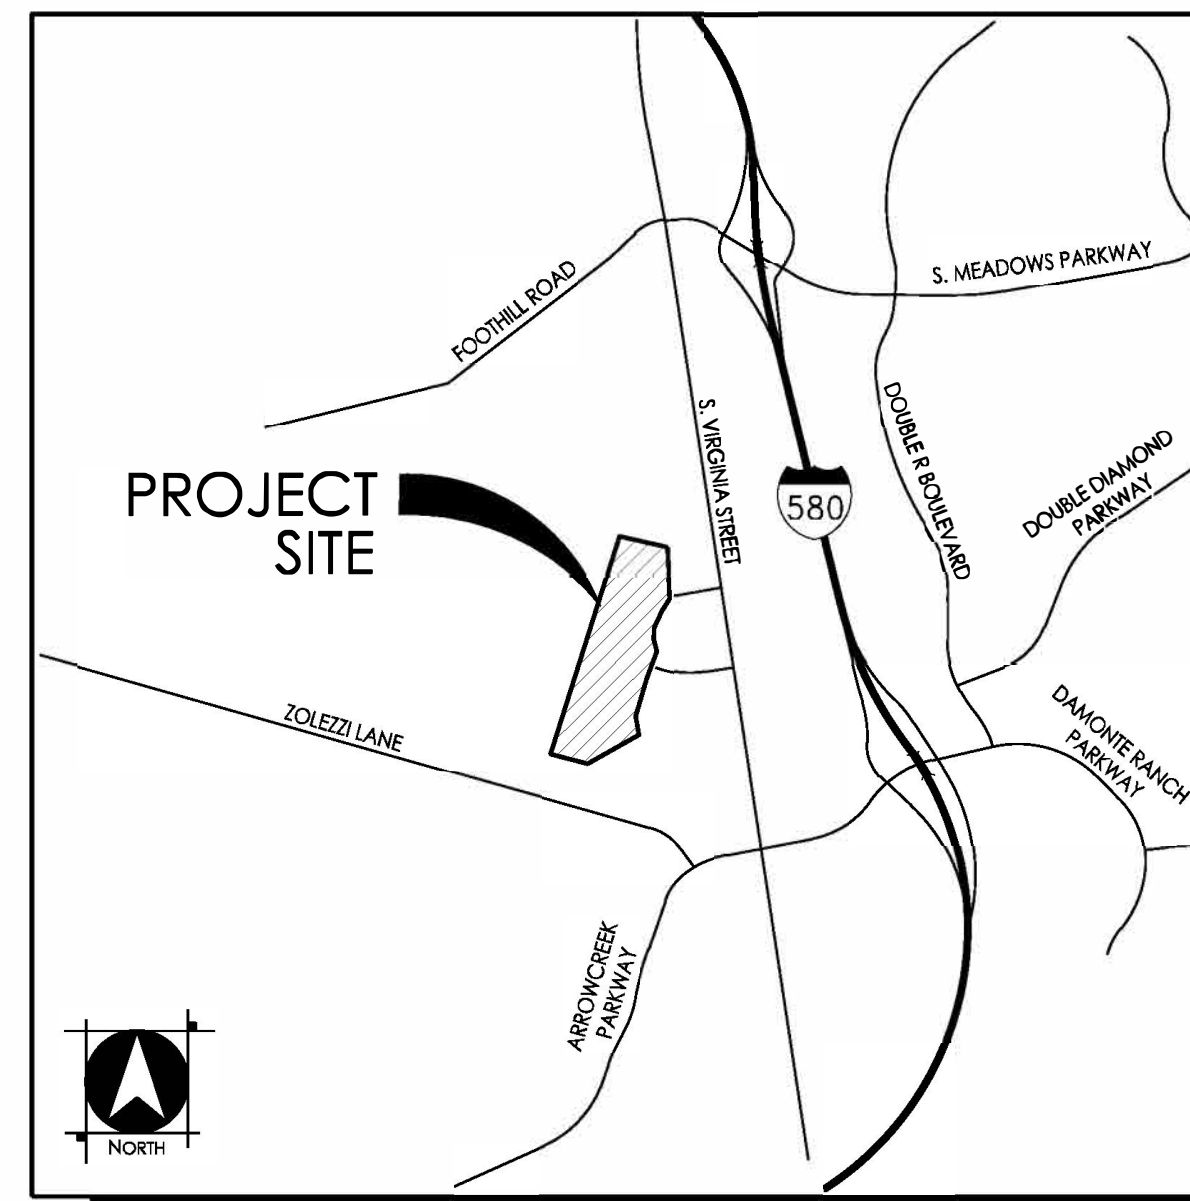 S. MEADOWS PARKWAY
FOOTHILL ROAD
S. VIRGINIA STREET
DOUBLE R BOULEVARD
DOUBLE DIAMOND
PARKWAY
PROJECT
SITE
580
ZOLEZZI LANE
DAMONTE RANCH
PARKWAY
ARROWCREEK
PARKWAY
NORTH